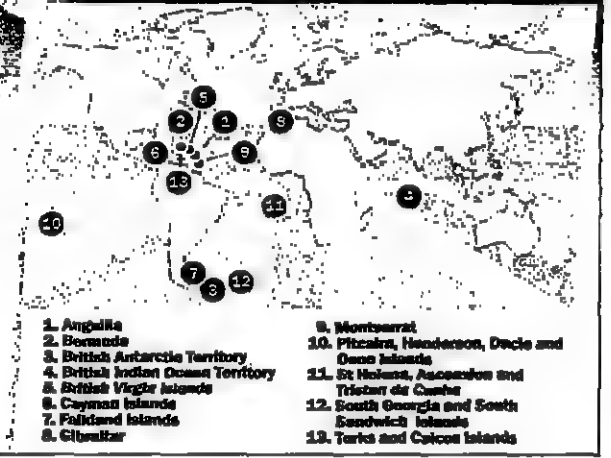 5
2
1
8
6
9
13
11
10
7
3
12
1. Anguilla
2. Bermuda
3. British Antarctic Territory
4. British Indian Ocean Territory
5. British Virgin Islands
6. Cayman Islands
7. Falkland Islands
8. Gibraltar
9. Montserrat
10. Pitcairn, Henderson, Ducie and
Oeno Islands
11. St Helena, Ascension and
Tristan da Cunha
12. South Georgia and South
Sandwich Islands
13. Turks and Caicos Islands